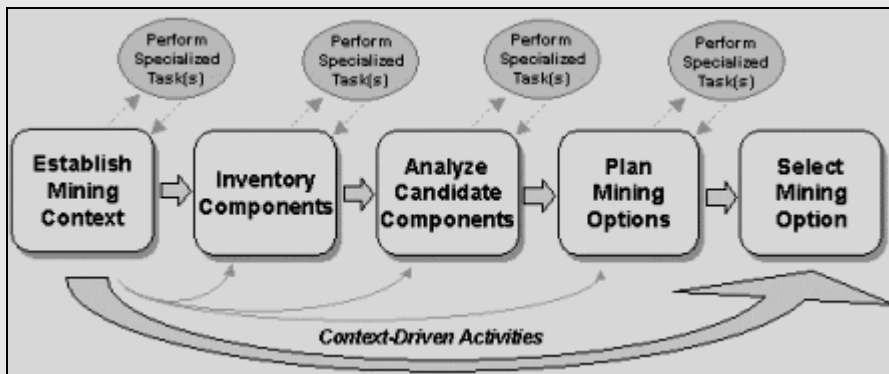 Perform
Specialized
Task(s)
Perform
Specialized
Task(s)
Perform
Specialized
Task(s)
Perform
Specialized
Task(s)
Establish
Mining
Context
Inventory
Components
Analyze
Candidate
Components
Plan
Mining
Options
Select
Mining
Option
Context-Driven Activities